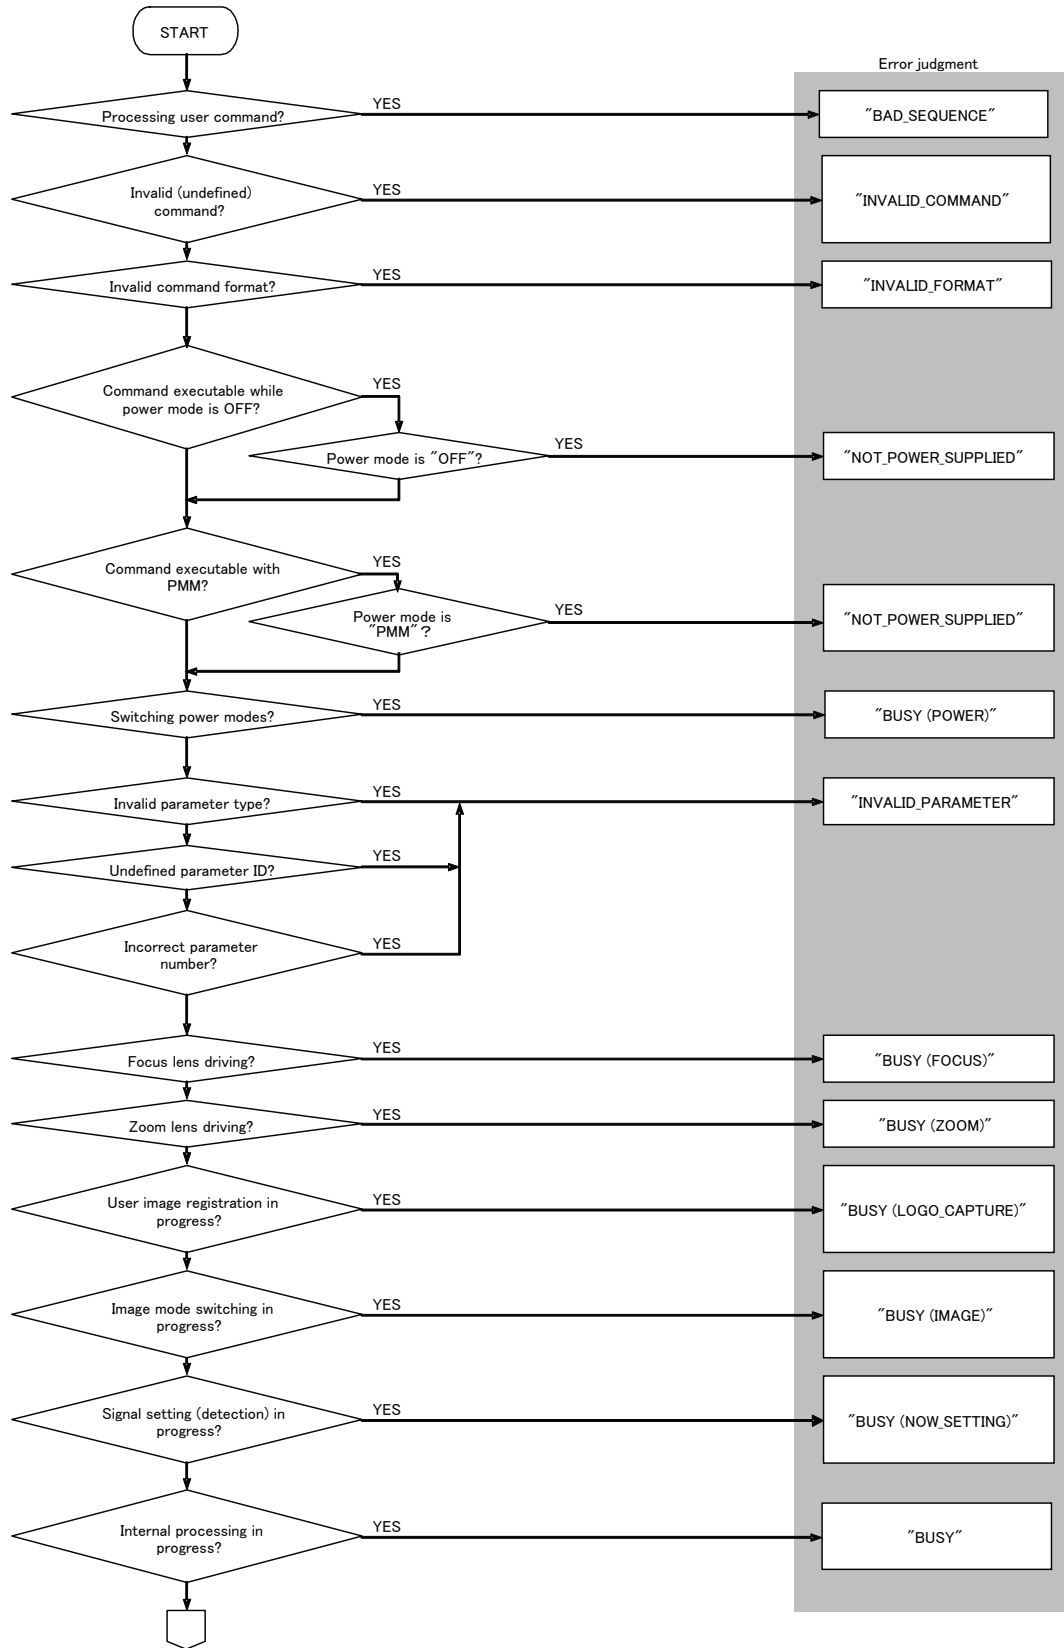 START
Error judgment
Processing user command?
YES
"BAD_SEQUENCE"
Invalid (undefined)
command?
YES
"INVALID_COMMAND"
Invalid command format?
YES
"INVALID_FORMAT"
Command executable while
power mode is OFF?
YES
Power mode is "OFF"?
YES
"NOT_POWER_SUPPLIED"
Command executable with
PMM?
YES
Power mode is
"PMM" ?
YES
"NOT_POWER_SUPPLIED"
Switching power modes?
YES
"BUSY (POWER)"
Invalid parameter type?
YES
"INVALID_PARAMETER"
Undefined parameter ID?
YES
Incorrect parameter
number?
YES
Focus lens driving?
YES
"BUSY (FOCUS)"
Zoom lens driving?
YES
"BUSY (ZOOM)"
User image registration in
progress?
YES
"BUSY (LOGO_CAPTURE)"
Image mode switching in
progress?
YES
"BUSY (IMAGE)"
Signal setting (detection) in
progress?
YES
"BUSY (NOW_SETTING)"
Internal processing in
progress?
YES
"BUSY"